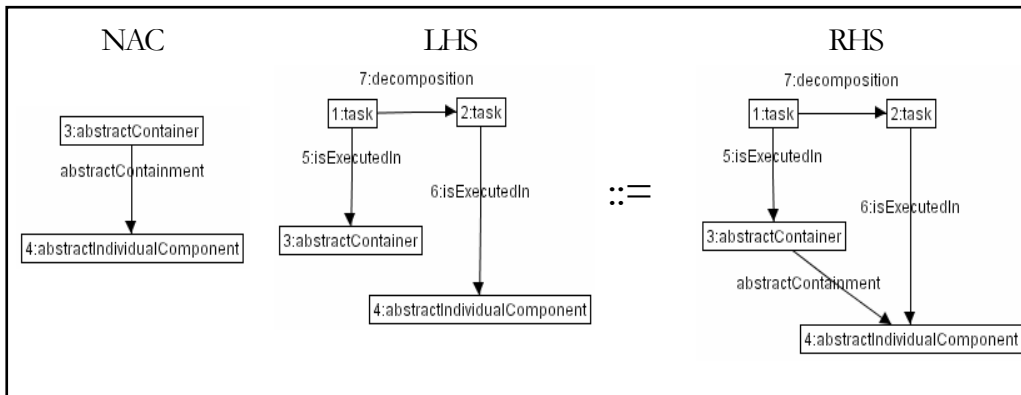 NAC
3:abstractContainer
abstractContainment
4:abstractIndividualComponent
LHS
7:decomposition
1:task
2:task
5:isExecutedIn
6:isExecutedIn
3:abstractContainer
4:abstractIndividualComponent
::=
RHS
7:decomposition
1:task
2:task
5:isExecutedIn
6:isExecutedIn
3:abstractContainer
abstractContainment
4:abstractIndividualComponent